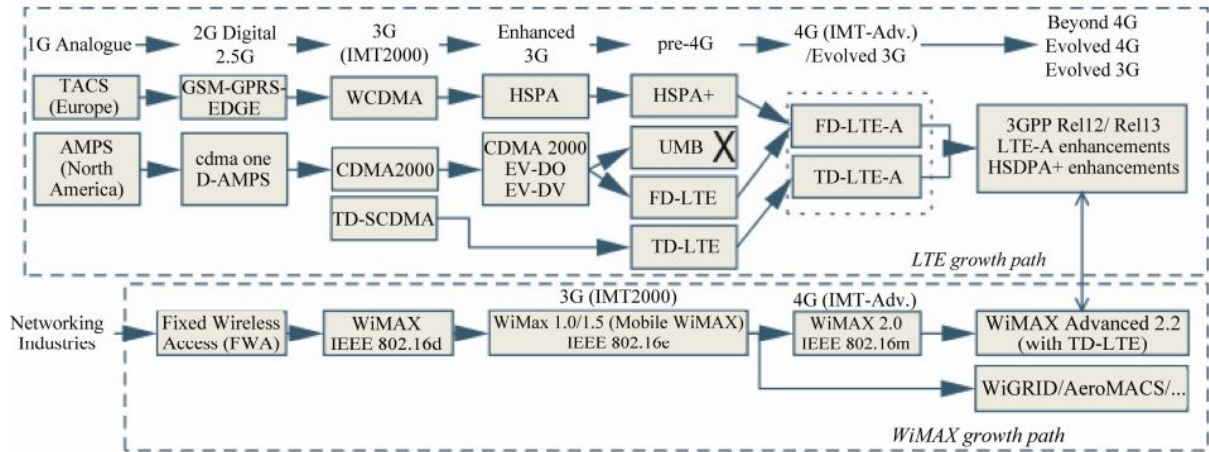 1G Analogue
2G Digital
2.5G
3G
(IMT2000)
Enhanced
3G
pre-4G
4G (IMT-Adv.)
/Evolved 3G
Beyond 4G
Evolved 4G
Evolved 3G
TACS
(Europe)
GSM-GPRS-
EDGE
WCDMA
HSPA
HSPA+
AMPS
(North
America)
cdma one
D-AMPS
CDMA2000
CDMA 2000
EV-DO
EV-DV
UMB X
FD-LTE
TD-SCDMA
TD-LTE
FD-LTE-A
TD-LTE-A
3GPP Rel12/ Rel13
LTE-A enhancements
HSDPA+ enhancements
LTE growth path
Networking
Industries
Fixed Wireless
Access (FWA)
WiMAX
IEEE 802.16d
3G (IMT2000)
WiMax 1.0/1.5 (Mobile WiMAX)
IEEE 802.16e
4G (IMT-Adv.)
WiMAX 2.0
IEEE 802.16m
WiMAX Advanced 2.2
(with TD-LTE)
WiGRID/AeroMACS/...
WiMAX growth path